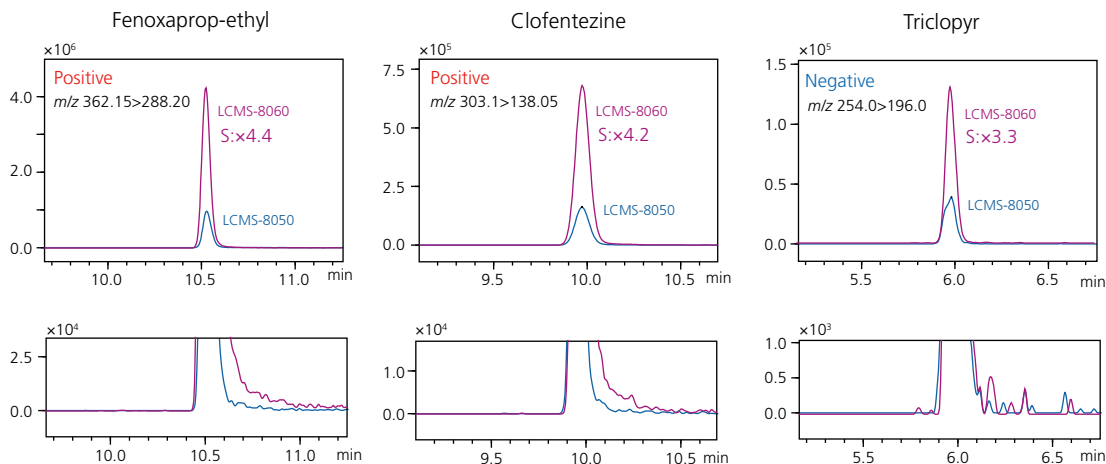 Fenoxaprop-ethyl
×10⁶
Positive
m/z 362.15>288.20
LCMS-8060
S:×4.4
LCMS-8050
4.0
2.0
0.0
10.0 10.5 11.0 min
Clofentezine
×10⁵
Positive
m/z 303.1>138.05
LCMS-8060
S:×4.2
LCMS-8050
7.5
5.0
2.5
0.0
9.5 10.0 10.5 min
Triclopyr
×10⁵
Negative
m/z 254.0>196.0
LCMS-8060
S:×3.3
LCMS-8050
1.5
1.0
0.5
0.0
5.5 6.0 6.5 min
×10⁴
2.5
0.0
10.0 10.5 11.0 min
×10⁴
1.0
0.0
9.5 10.0 10.5 min
×10³
1.0
0.5
0.0
5.5 6.0 6.5 min